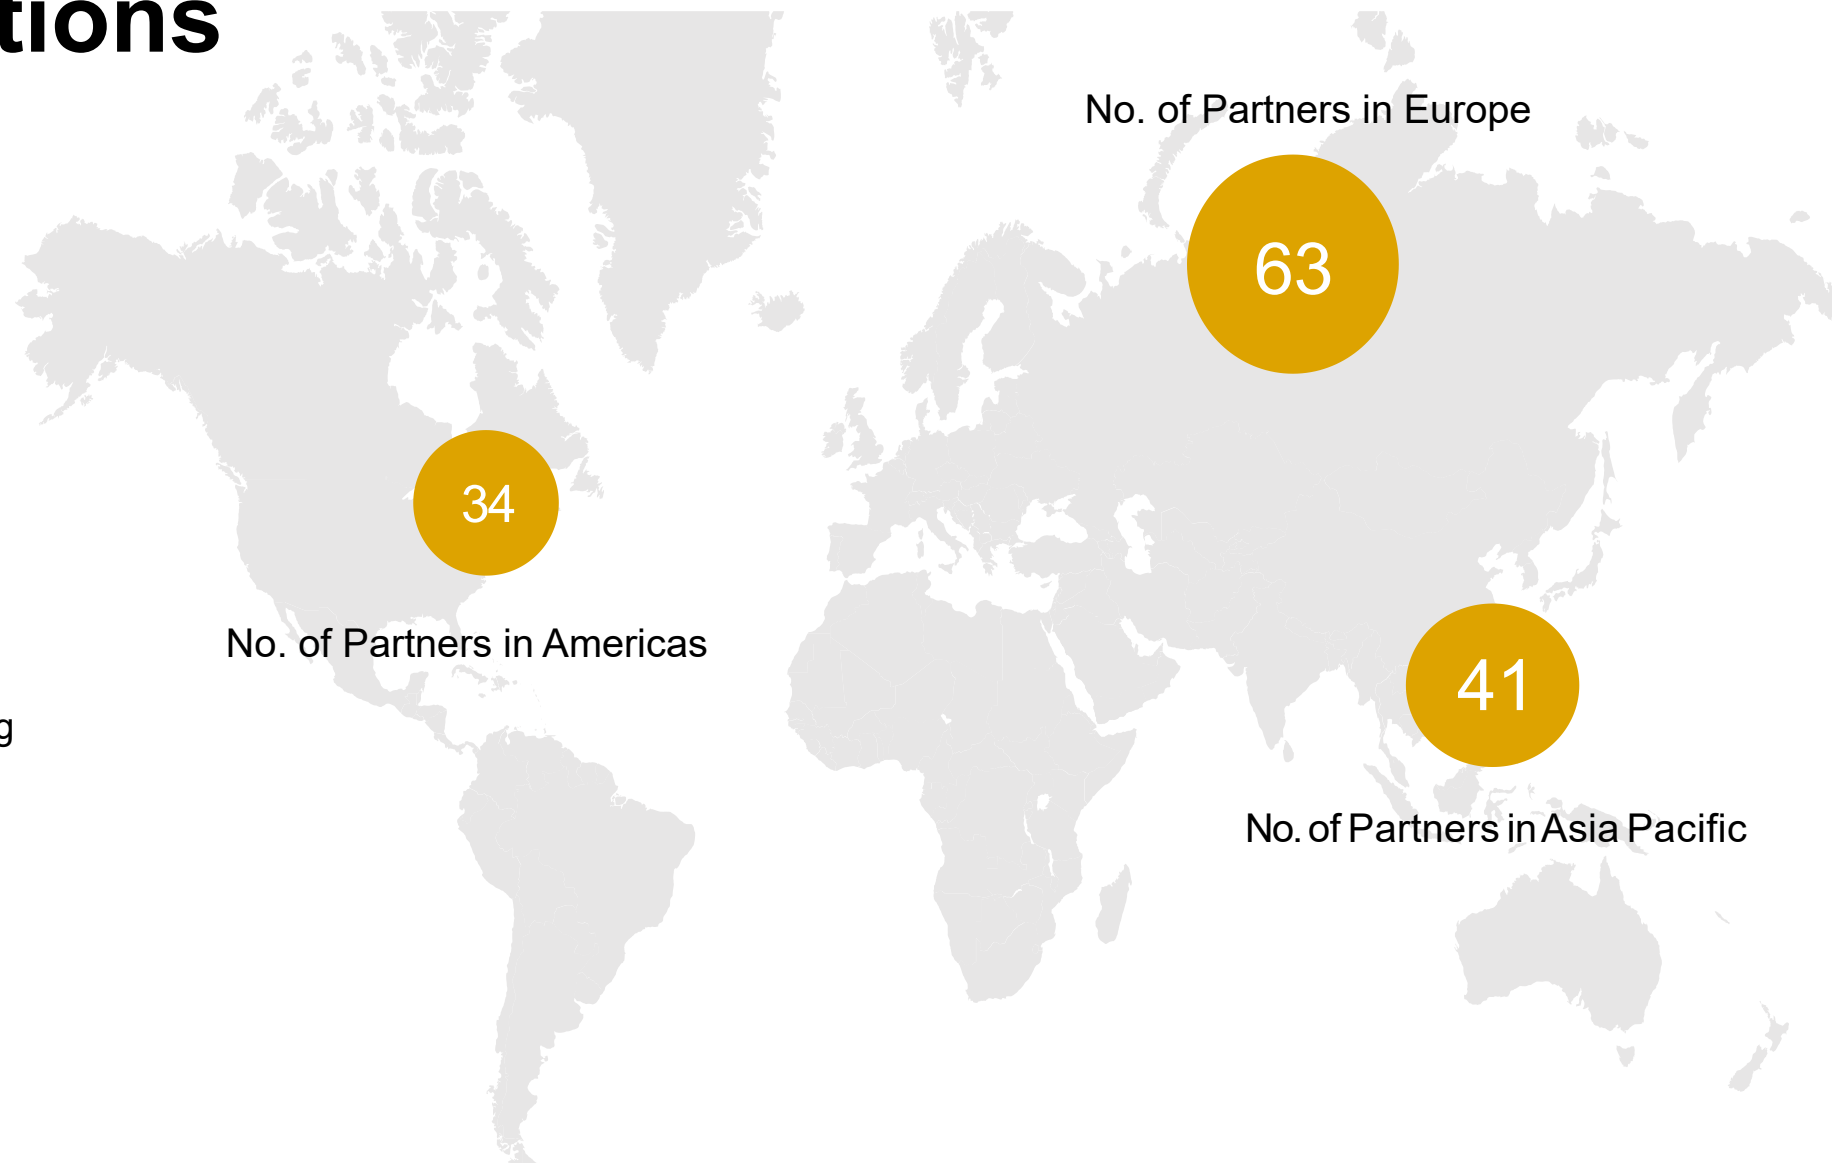 tions
No. of Partners in Europe
63
34
No. of Partners in Americas
41
g
No. of Partners in Asia Pacific